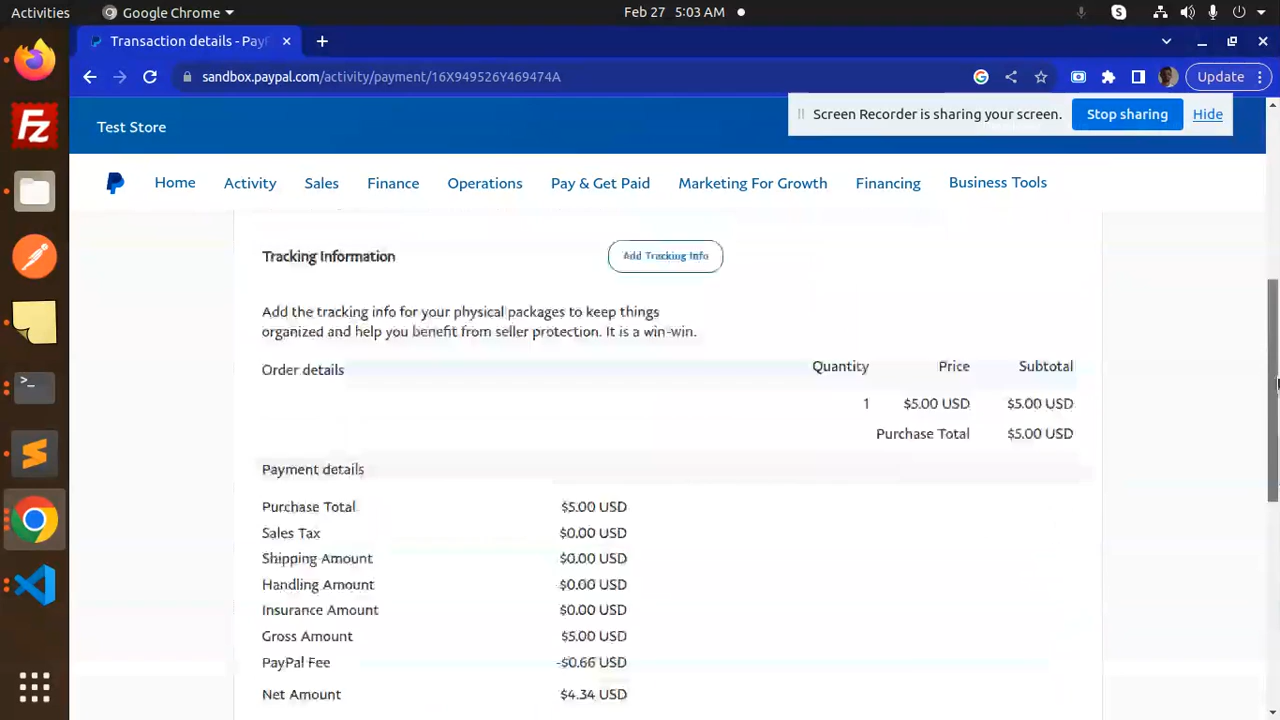 Activities
Google Chrome
Feb 27 5:03 AM
Transaction details - PayP
sandbox.paypal.com/activity/payment/16X949526Y469474A
Update
Test Store
Screen Recorder is sharing your screen.
Stop sharing
Hide
Home
Activity
Sales
Finance
Operations
Pay & Get Paid
Marketing For Growth
Financing
Business Tools
Tracking Information
Add Tracking Info
Add the tracking info for your physical packages to keep things
organized and help you benefit from seller protection. It is a win-win.
Order details
Quantity Price Subtotal
1 $5.00 USD $5.00 USD
Purchase Total $5.00 USD
Payment details
Purchase Total $5.00 USD
Sales Tax $0.00 USD
Shipping Amount $0.00 USD
Handling Amount $0.00 USD
Insurance Amount $0.00 USD
Gross Amount $5.00 USD
PayPal Fee -$0.66 USD
Net Amount $4.34 USD